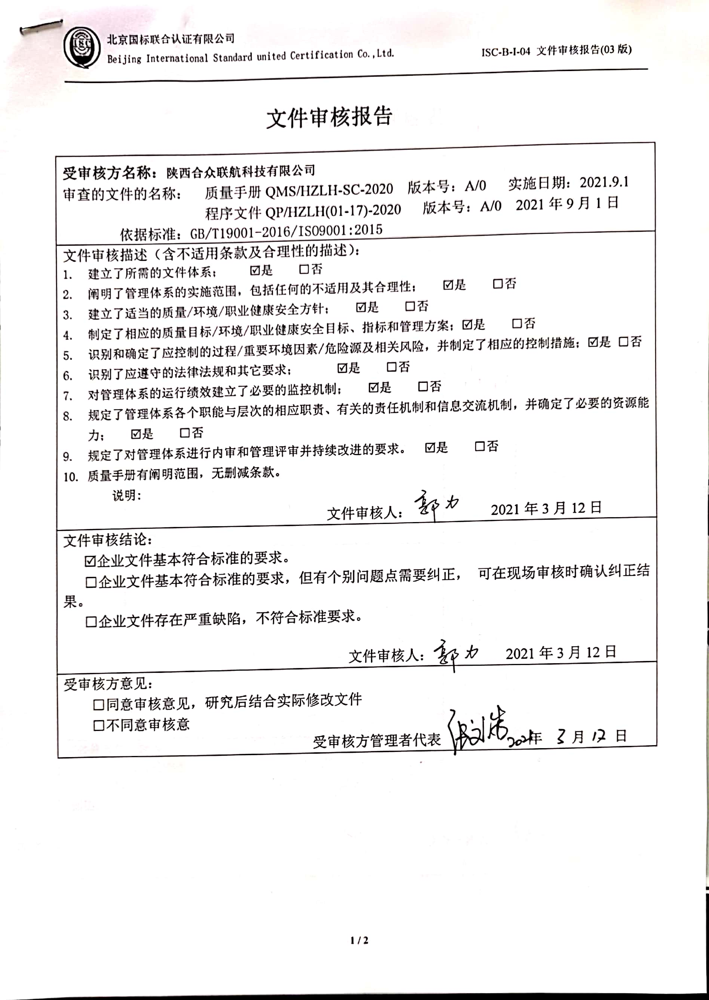 ISC
北京国标联合认证有限公司
Beijing International Standard united Certification Co.,Ltd.
ISC-B-I-04 文件审核报告(03 版)
文件审核报告
受审核方名称：陕西合众联航科技有限公司
审查的文件的名称： 质量手册 QMS/HZLH-SC-2020 版本号：A/0 实施日期：2021.9.1
程序文件 QP/HZLH(01-17)-2020 版本号：A/0 2021 年 9 月 1 日
依据标准：GB/T19001-2016/ISO9001:2015
文件审核描述（含不适用条款及合理性的描述）：
1. 建立了所需的文件体系； ☑是 □否
2. 阐明了管理体系的实施范围，包括任何的不适用及其合理性； ☑是 □否
3. 建立了适当的质量/环境/职业健康安全方针； ☑是 □否
4. 制定了相应的质量目标/环境/职业健康安全目标、指标和管理方案；☑是 □否
5. 识别和确定了应控制的过程/重要环境因素/危险源及相关风险，并制定了相应的控制措施；☑是 □否
6. 识别了应遵守的法律法规和其它要求； ☑是 □否
7. 对管理体系的运行绩效建立了必要的监控机制； ☑是 □否
8. 规定了管理体系各个职能与层次的相应职责、有关的责任机制和信息交流机制，并确定了必要的资源能
力； ☑是 □否
9. 规定了对管理体系进行内审和管理评审并持续改进的要求。 ☑是 □否
10. 质量手册有阐明范围，无删减条款。
说明：
文件审核人：郭力 2021 年 3 月 12 日
文件审核结论：
☑企业文件基本符合标准的要求。
□企业文件基本符合标准的要求，但有个别问题点需要纠正， 可在现场审核时确认纠正结
果。
□企业文件存在严重缺陷，不符合标准要求。
文件审核人：郭力 2021 年 3 月 12 日
受审核方意见：
□同意审核意见，研究后结合实际修改文件
□不同意审核意
受审核方管理者代表 2021年 3 月 12 日
1 / 2